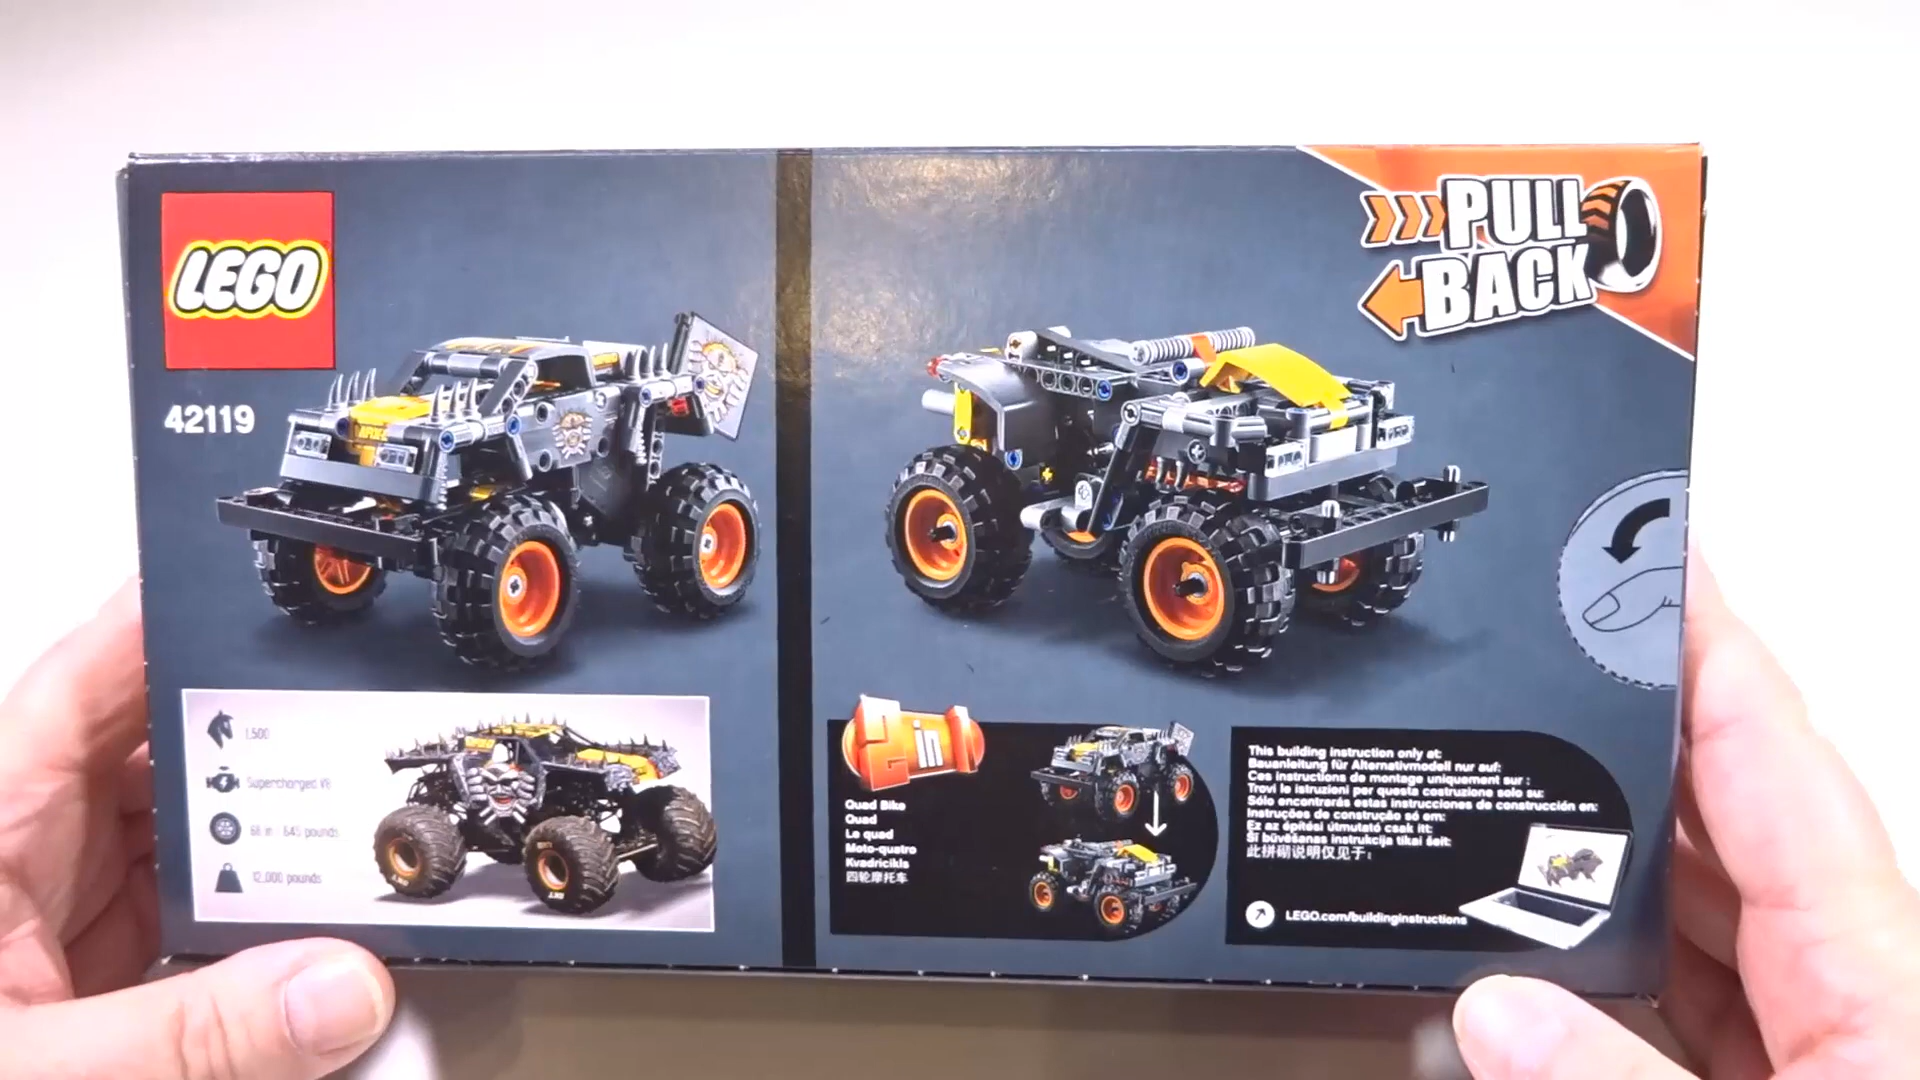 LEGO
42119
PULL
BACK
1,500
Supercharged V8
66 in 645 pounds
12,000 pounds
2 in 1
Quad Bike
Quad
Le quad
Moto-quatro
Kvadricikls
四轮摩托车
This building instruction only at:
Bauanleitung für Alternativmodell nur auf:
Ces instructions de montage uniquement sur :
Trovi le istruzioni per questa costruzione solo su:
Sólo encontrarás estas instrucciones de construcción en:
Instruções de construção só em:
Ez az építési útmutató csak itt:
Šī būvēšanas instrukcija tikai šeit:
此拼砌说明仅见于：
LEGO.com/buildinginstructions